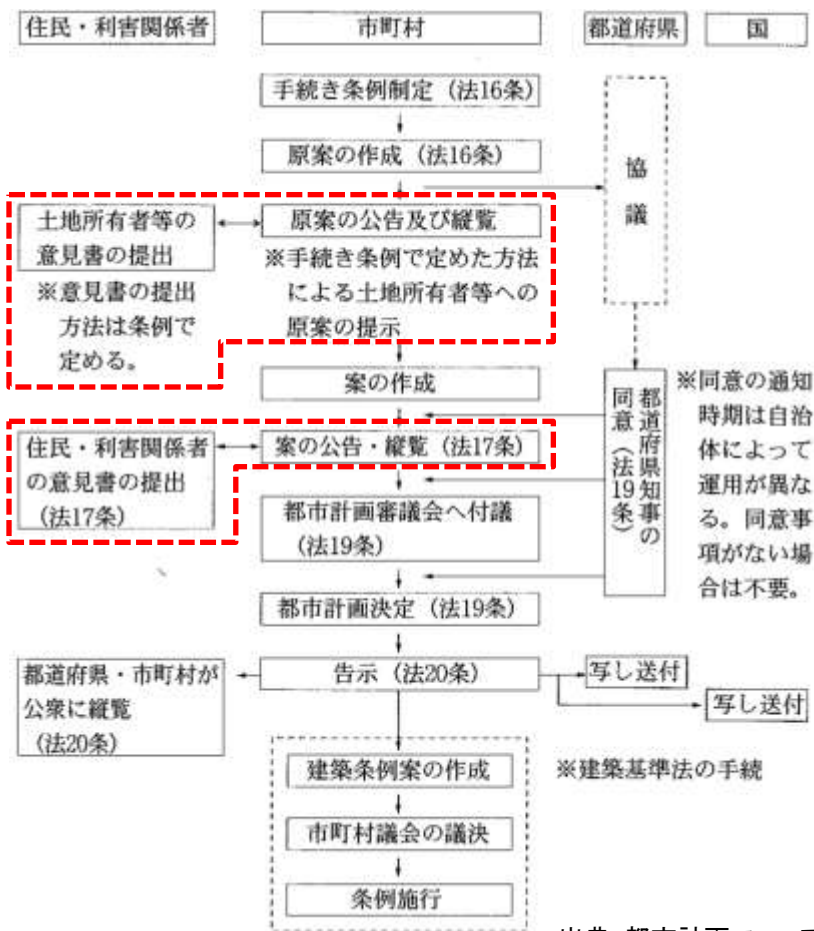 住民・利害関係者
市町村
都道府県
国
手続き条例制定（法16条）
原案の作成（法16条）
協
議
土地所有者等の
意見書の提出
※意見書の提出
方法は条例で
定める。
原案の公告及び縦覧
※手続き条例で定めた方法
による土地所有者等への
原案の提示
案の作成
都道府県知事の
同意（法19条）
※同意の通知
時期は自治
体によって
運用が異な
る。同意事
項がない場
合は不要。
住民・利害関係者
の意見書の提出
（法17条）
案の公告・縦覧（法17条）
都市計画審議会へ付議
（法19条）
都市計画決定（法19条）
都道府県・市町村が
公衆に縦覧
（法20条）
告示（法20条）
写し送付
写し送付
建築条例案の作成
※建築基準法の手続
市町村議会の議決
条例施行